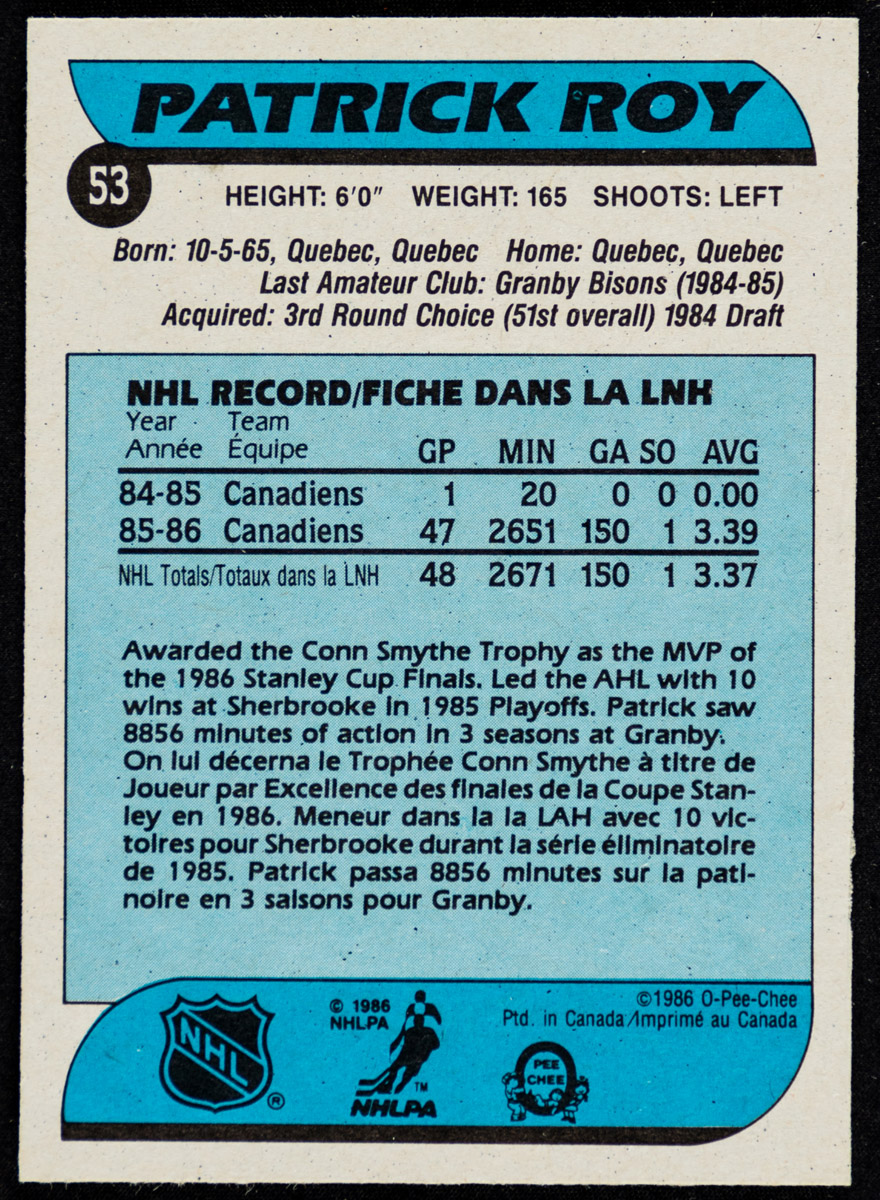 PATRICK ROY
53
HEIGHT: 6'0" WEIGHT: 165 SHOOTS: LEFT
Born: 10-5-65, Quebec, Quebec Home: Quebec, Quebec
Last Amateur Club: Granby Bisons (1984-85)
Acquired: 3rd Round Choice (51st overall) 1984 Draft
NHL RECORD/FICHE DANS LA LNH
Year Team
Année Équipe GP MIN GA SO AVG
84-85 Canadiens 1 20 0 0 0.00
85-86 Canadiens 47 2651 150 1 3.39
NHL Totals/Totaux dans la LNH 48 2671 150 1 3.37
Awarded the Conn Smythe Trophy as the MVP of
the 1986 Stanley Cup Finals. Led the AHL with 10
wins at Sherbrooke in 1985 Playoffs. Patrick saw
8856 minutes of action in 3 seasons at Granby.
On lui décerna le Trophée Conn Smythe à titre de
Joueur par Excellence des finales de la Coupe Stan-
ley en 1986. Meneur dans la la LAH avec 10 vic-
toires pour Sherbrooke durant la série éliminatoire
de 1985. Patrick passa 8856 minutes sur la pati-
noire en 3 saisons pour Granby.
©1986 O-Pee-Chee
Ptd. in Canada/Imprimé au Canada
© 1986
NHLPA
NHL
®
TM
NHLPA
PEE
CHEE